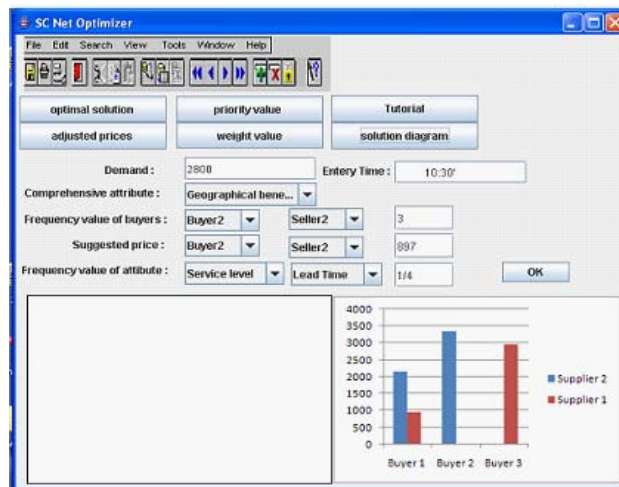 SC Net Optimizer
File Edit Search View Tools Window Help
optimal solution priority value Tutorial
adjusted prices weight value solution diagram
Demand : 2800 Entery Time : 10:30'
Comprehensive attribute : Geographical bene...
Frequency value of buyers : Buyer2 Seller2 3
Suggested price : Buyer2 Seller2 897
Frequency value of attibute : Service level Lead Time 1/4 OK
4000
3500
3000
2500
2000
1500
1000
500
0
Buyer 1 Buyer 2 Buyer 3
Supplier 2
Supplier 1